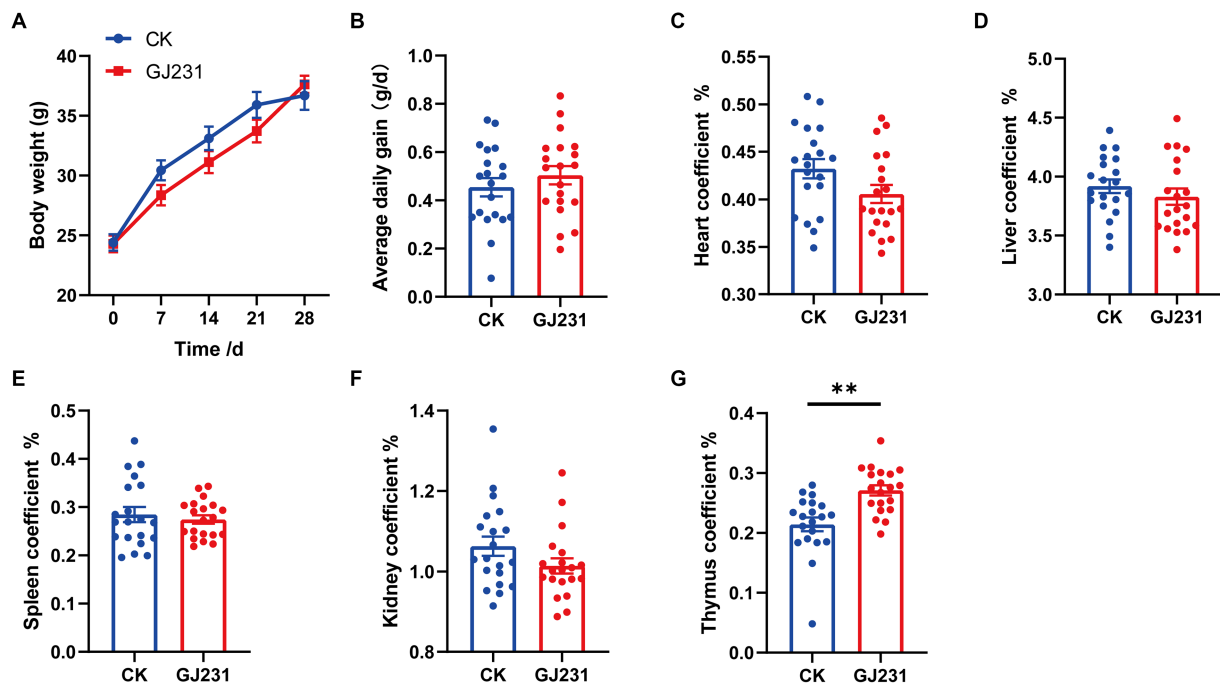 A
CK
GJ231
Body weight (g)
40
35
30
25
20
0 7 14 21 28
Time /d
B
Average daily gain（g/d）
1.0
0.8
0.6
0.4
0.2
0.0
CK GJ231
C
Heart coefficient %
0.55
0.50
0.45
0.40
0.35
0.30
CK GJ231
D
Liver coefficient %
5.0
4.5
4.0
3.5
3.0
CK GJ231
E
Spleen coefficient %
0.5
0.4
0.3
0.2
0.1
0.0
CK GJ231
F
Kidney coefficient %
1.4
1.2
1.0
0.8
CK GJ231
G
**
Thymus coefficient %
0.4
0.3
0.2
0.1
0.0
CK GJ231